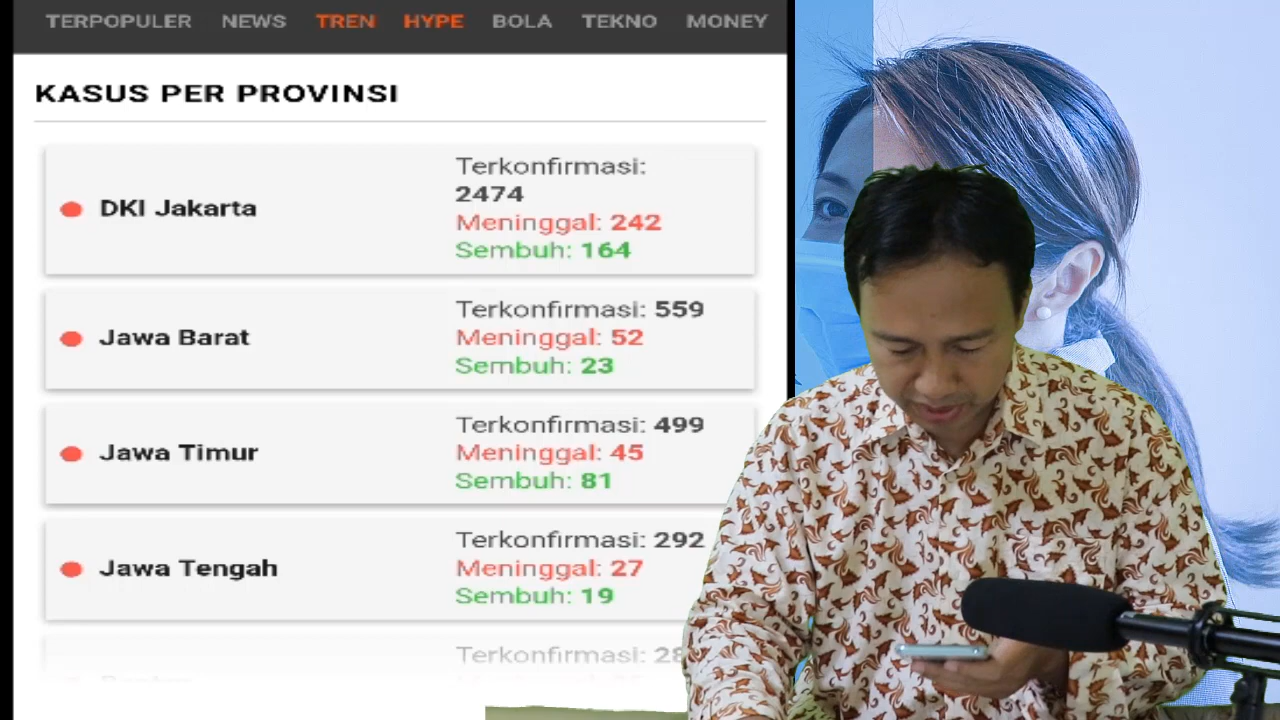 TERPOPULER NEWS TREN HYPE BOLA TEKNO MONEY
KASUS PER PROVINSI
DKI Jakarta
Terkonfirmasi:
2474
Meninggal: 242
Sembuh: 164
Jawa Barat
Terkonfirmasi: 559
Meninggal: 52
Sembuh: 23
Jawa Timur
Terkonfirmasi: 499
Meninggal: 45
Sembuh: 81
Jawa Tengah
Terkonfirmasi: 292
Meninggal: 27
Sembuh: 19
Terkonfirmasi: